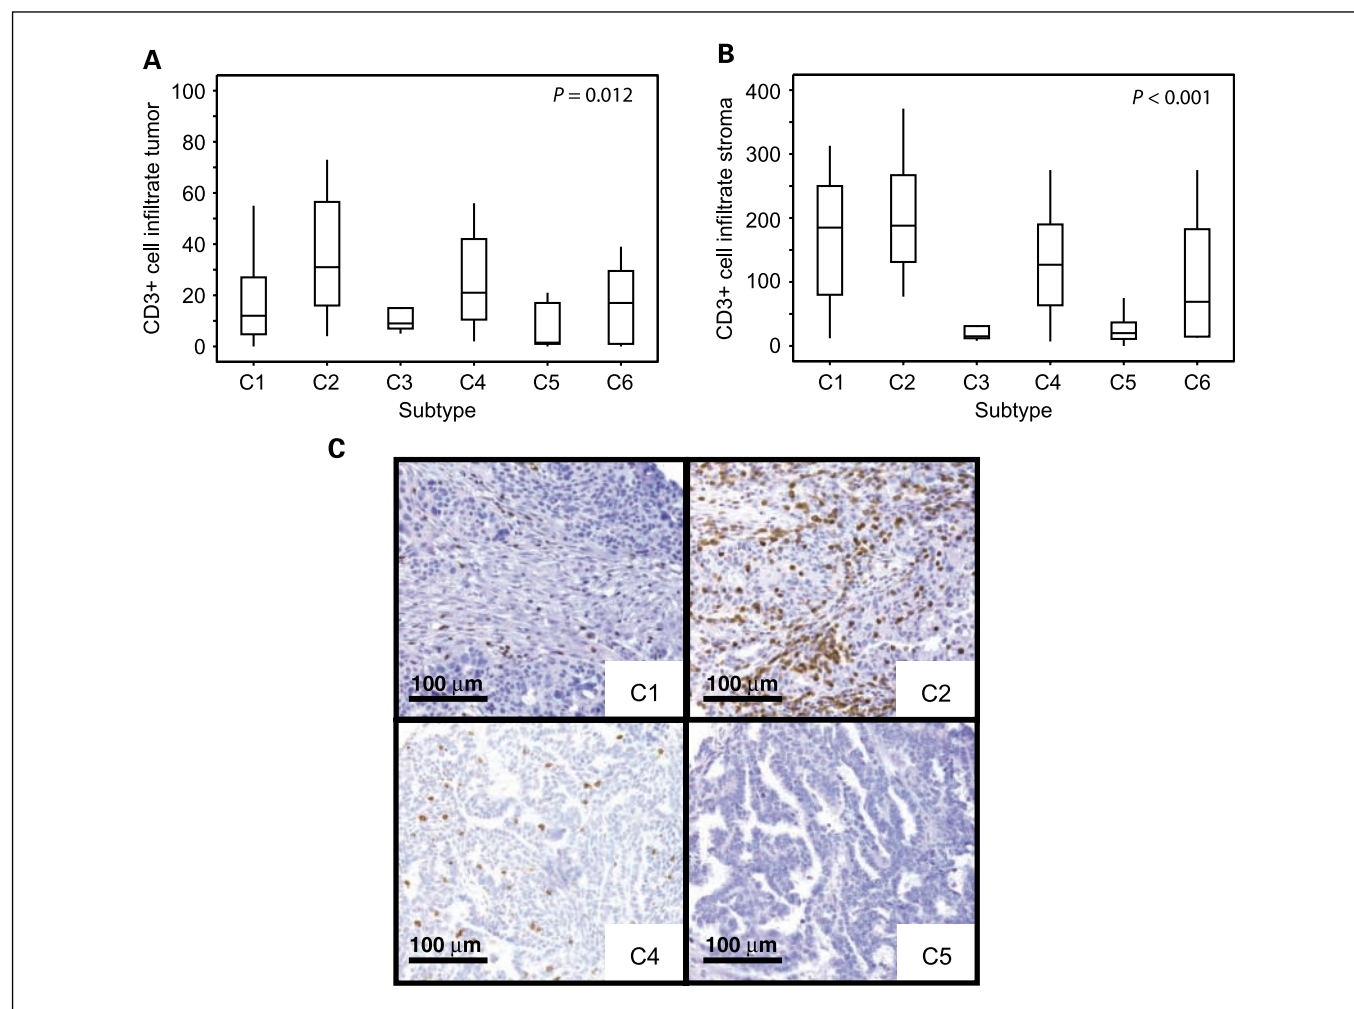 A
P = 0.012
CD3+ cell infiltrate tumor
100
80
60
40
20
0
C1 C2 C3 C4 C5 C6
Subtype
B
P < 0.001
CD3+ cell infiltrate stroma
400
300
200
100
0
C1 C2 C3 C4 C5 C6
Subtype
C
100 µm
C1
100 µm
C2
100 µm
C4
100 µm
C5